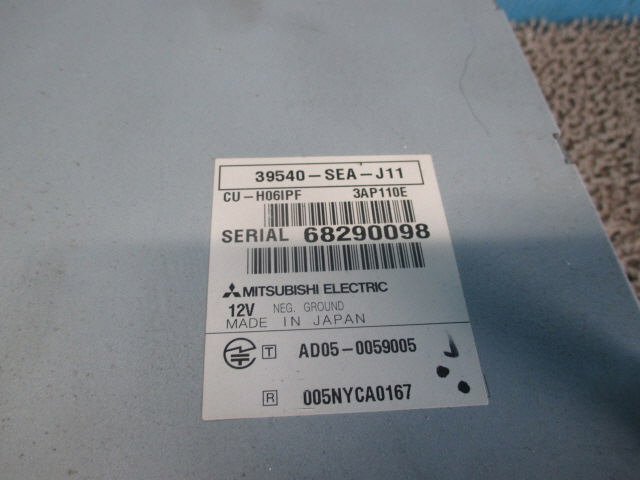 39540-SEA-J11
CU-H06IPF 3AP110E
SERIAL 68290098
MITSUBISHI ELECTRIC
12V NEG. GROUND
MADE IN JAPAN
T AD05-0059005
R 005NYCA0167